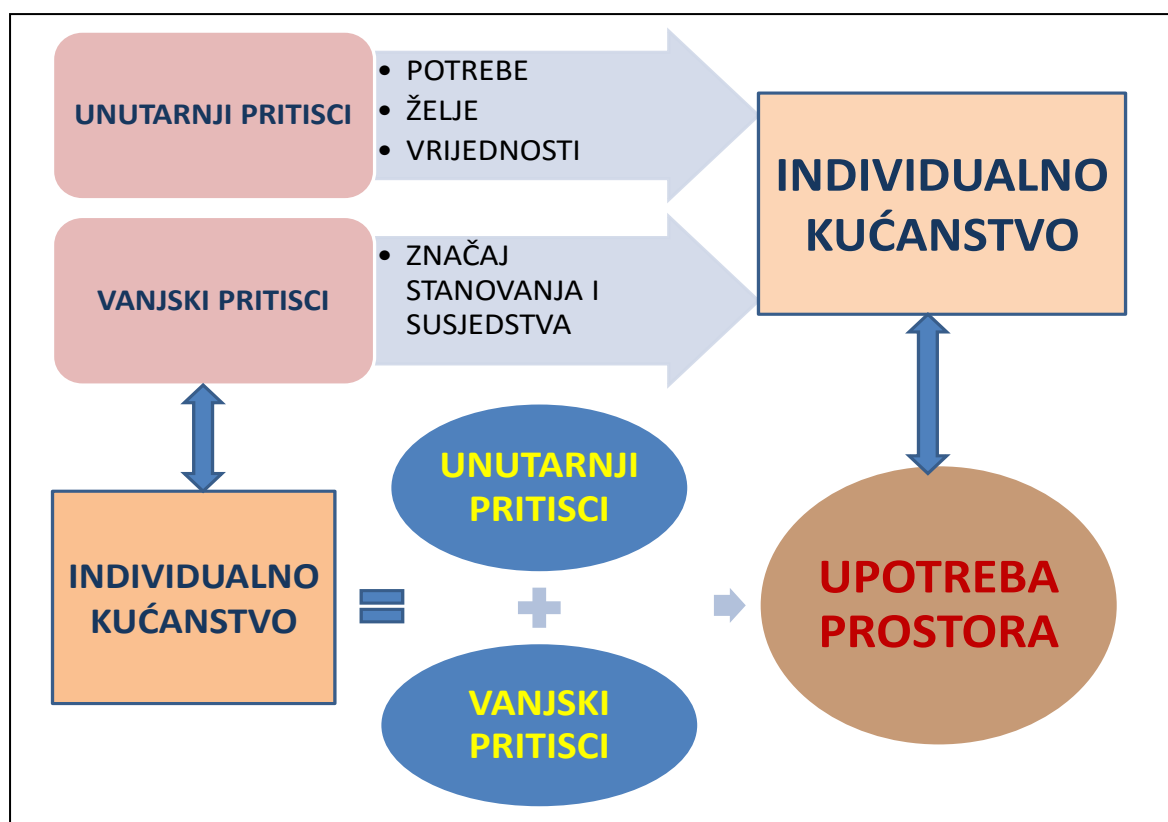 UNUTARNJI PRITISCI
• POTREBE
• ŽELJE
• VRIJEDNOSTI
INDIVIDUALNO
KUĆANSTVO
VANJSKI PRITISCI
• ZNAČAJ
STANOVANJA I
SUSJEDSTVA
INDIVIDUALNO
KUĆANSTVO
=
UNUTARNJI
PRITISCI
+
VANJSKI
PRITISCI
UPOTREBA
PROSTORA